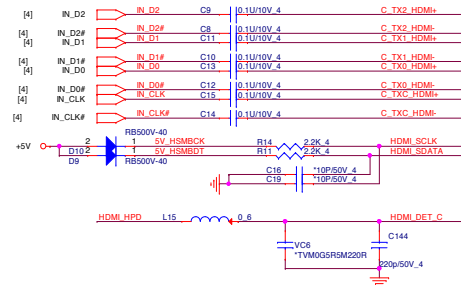 [4] IN_D2 IN_D2 C9 0.1U/10V_4 C_TX2_HDMI+
[4] IN_D2# IN_D2# C8 0.1U/10V_4 C_TX2_HDMI-
[4] IN_D1 IN_D1 C11 0.1U/10V_4 C_TX1_HDMI+
[4] IN_D1# IN_D1# C10 0.1U/10V_4 C_TX1_HDMI-
[4] IN_D0 IN_D0 C13 0.1U/10V_4 C_TX0_HDMI+
[4] IN_D0# IN_D0# C12 0.1U/10V_4 C_TX0_HDMI-
[4] IN_CLK IN_CLK C15 0.1U/10V_4 C_TXC_HDMI+
[4] IN_CLK# IN_CLK# C14 0.1U/10V_4 C_TXC_HDMI-
RB500V-40
+5V 2 1 5V_HSMBCK R14 2.2K_4 HDMI_SCLK
D10 2 1 5V_HSMBDT R11 2.2K_4 HDMI_SDATA
D9 RB500V-40
C16 *10P/50V_4
C19 *10P/50V_4
HDMI_HPD L15 0_6 HDMI_DET_C
VC6 C144
*TVM0G5R5M220R
220p/50V_4